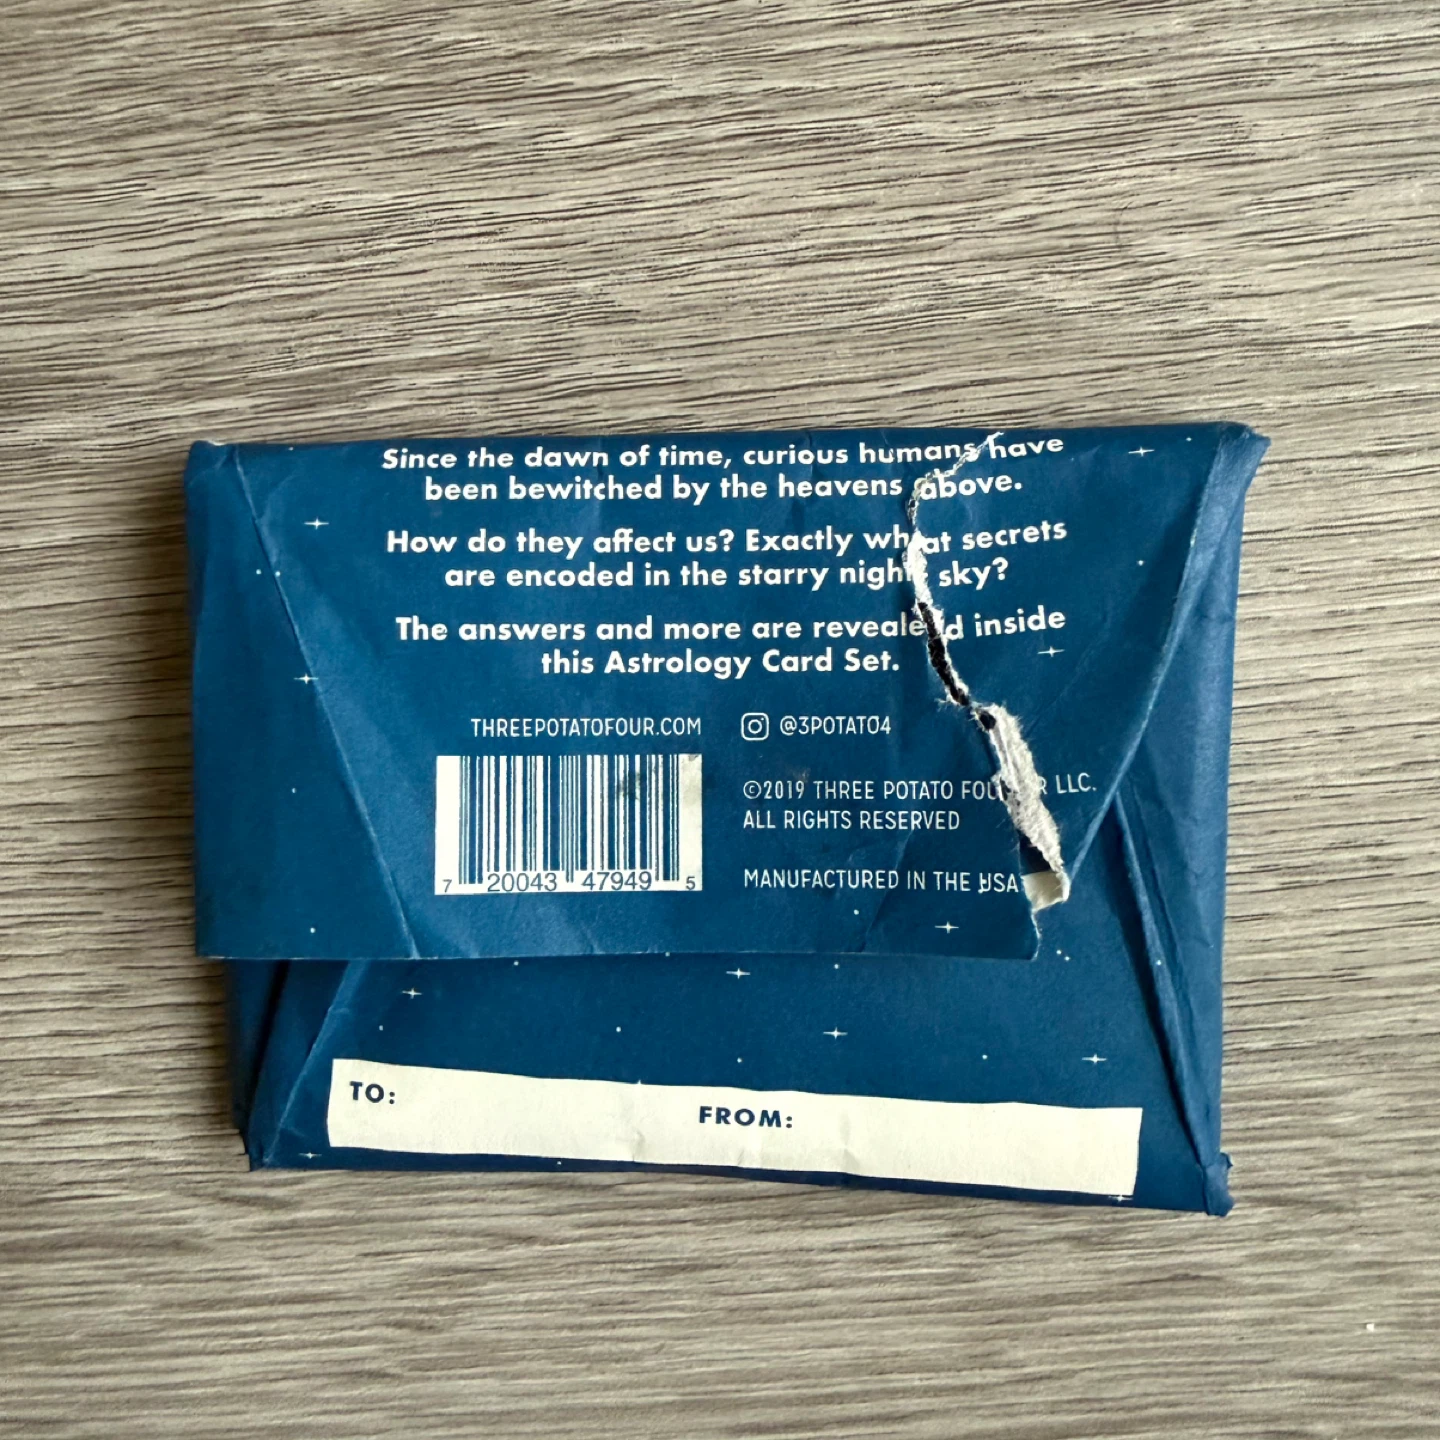 Since the dawn of time, curious humans have
been bewitched by the heavens above.
How do they affect us? Exactly what secrets
are encoded in the starry night sky?
The answers and more are revealed inside
this Astrology Card Set.
THREEPOTATOFOUR.COM
@3POTATO4
7 20043 47949 5
©2019 THREE POTATO FOUR LLC.
ALL RIGHTS RESERVED
MANUFACTURED IN THE USA
TO:
FROM: